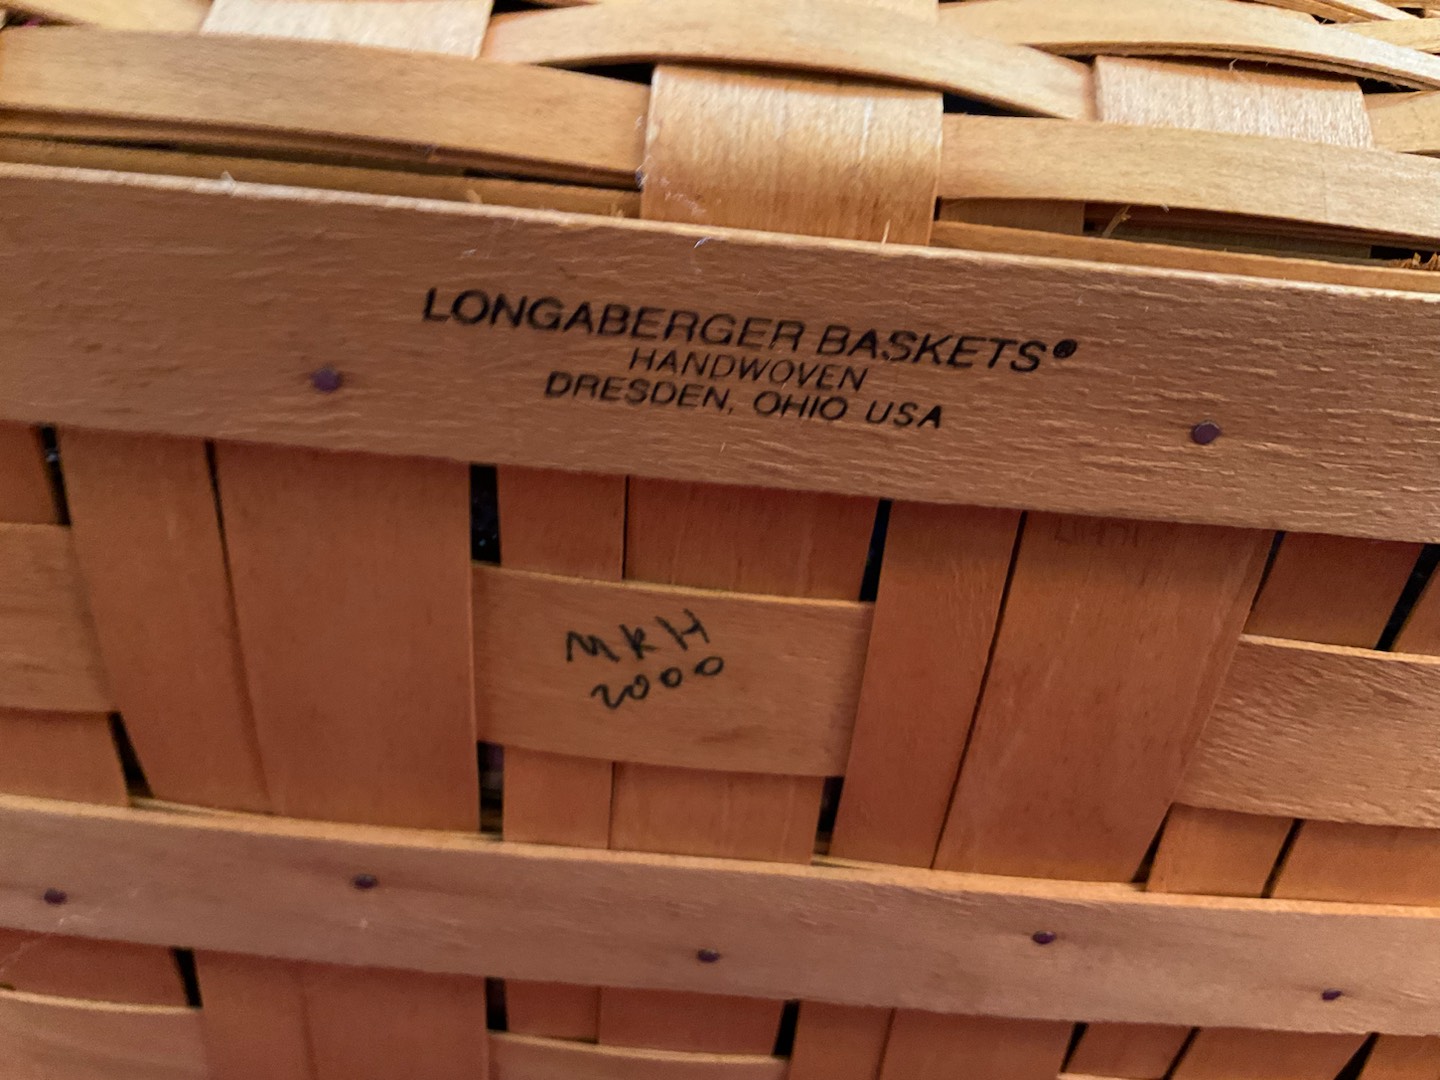 LONGABERGER BASKETS®
HANDWOVEN
DRESDEN, OHIO USA
MKH
2000